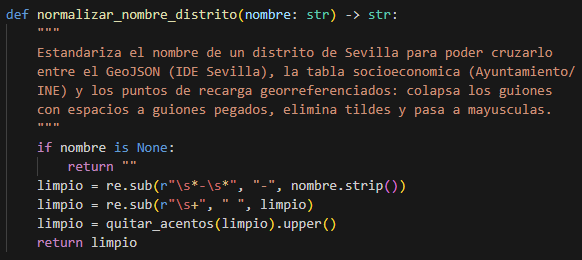 def normalizar_nombre_distrito(nombre: str) -> str:
    """
    Estandariza el nombre de un distrito de Sevilla para poder cruzarlo
    entre el GeoJSON (IDE Sevilla), la tabla socioeconomica (Ayuntamiento/
    INE) y los puntos de recarga georreferenciados: colapsa los guiones
    con espacios a guiones pegados, elimina tildes y pasa a mayusculas.
    """
    if nombre is None:
        return ""
    limpio = re.sub(r"\s*-\s*", "-", nombre.strip())
    limpio = re.sub(r"\s+", " ", limpio)
    limpio = quitar_acentos(limpio).upper()
    return limpio